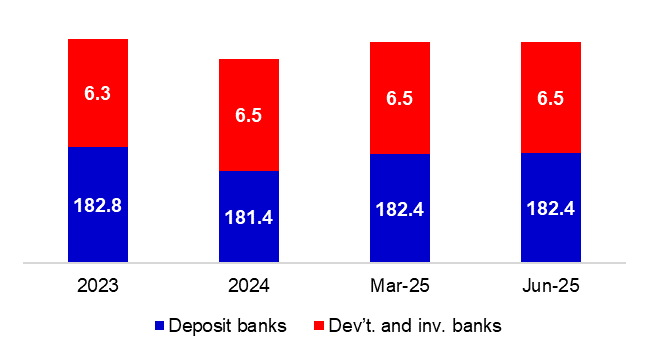 6.3 6.5 6.5 6.5
182.8 181.4 182.4 182.4
2023 2024 Mar-25 Jun-25
Deposit banks Dev’t. and inv. banks